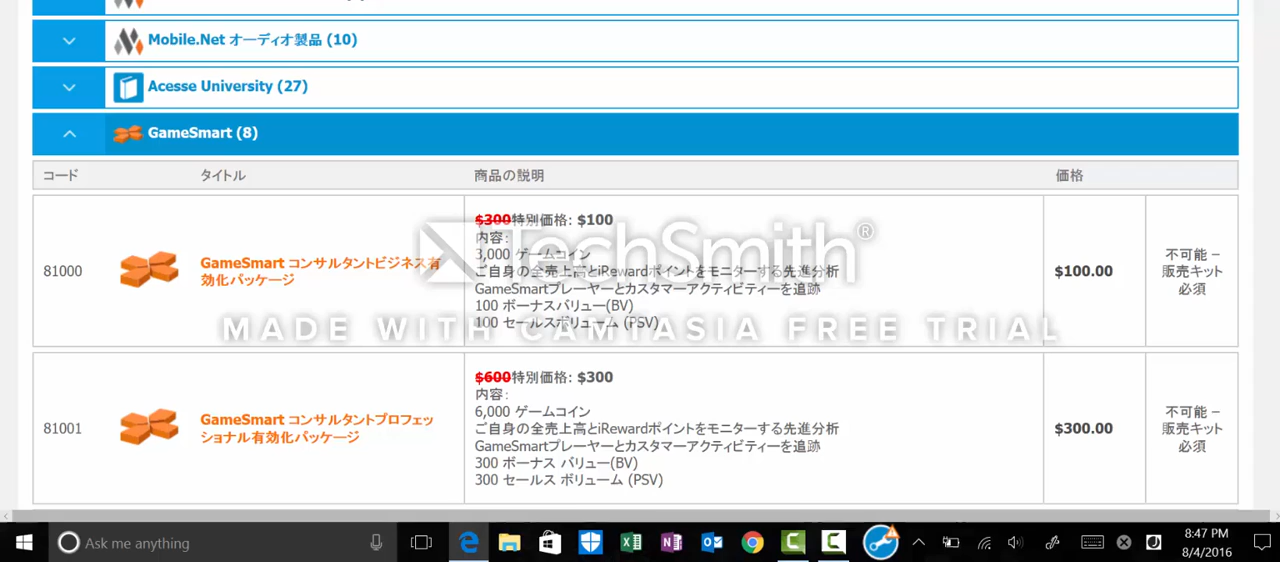 Mobile.Net オーディオ製品 (10)
Acesse University (27)
GameSmart (8)
コード タイトル 商品の説明 価格
81000
GameSmart コンサルタントビジネス有
効化パッケージ
$300特別価格: $100
内容:
3,000 ゲームコイン
ご自身の全売上高とiRewardポイントをモニターする先進分析
GameSmartプレーヤーとカスタマーアクティビティーを追跡
100 ボーナスバリュー(BV)
100 セールスボリューム (PSV)
$100.00
不可能 –
販売キット
必須
TechSmith®
MADE WITH CAMTASIA FREE TRIAL
81001
GameSmart コンサルタントプロフェッ
ショナル有効化パッケージ
$600特別価格: $300
内容:
6,000 ゲームコイン
ご自身の全売上高とiRewardポイントをモニターする先進分析
GameSmartプレーヤーとカスタマーアクティビティーを追跡
300 ボーナス バリュー(BV)
300 セールス ボリューム (PSV)
$300.00
不可能 –
販売キット
必須
Ask me anything
8:47 PM
8/4/2016